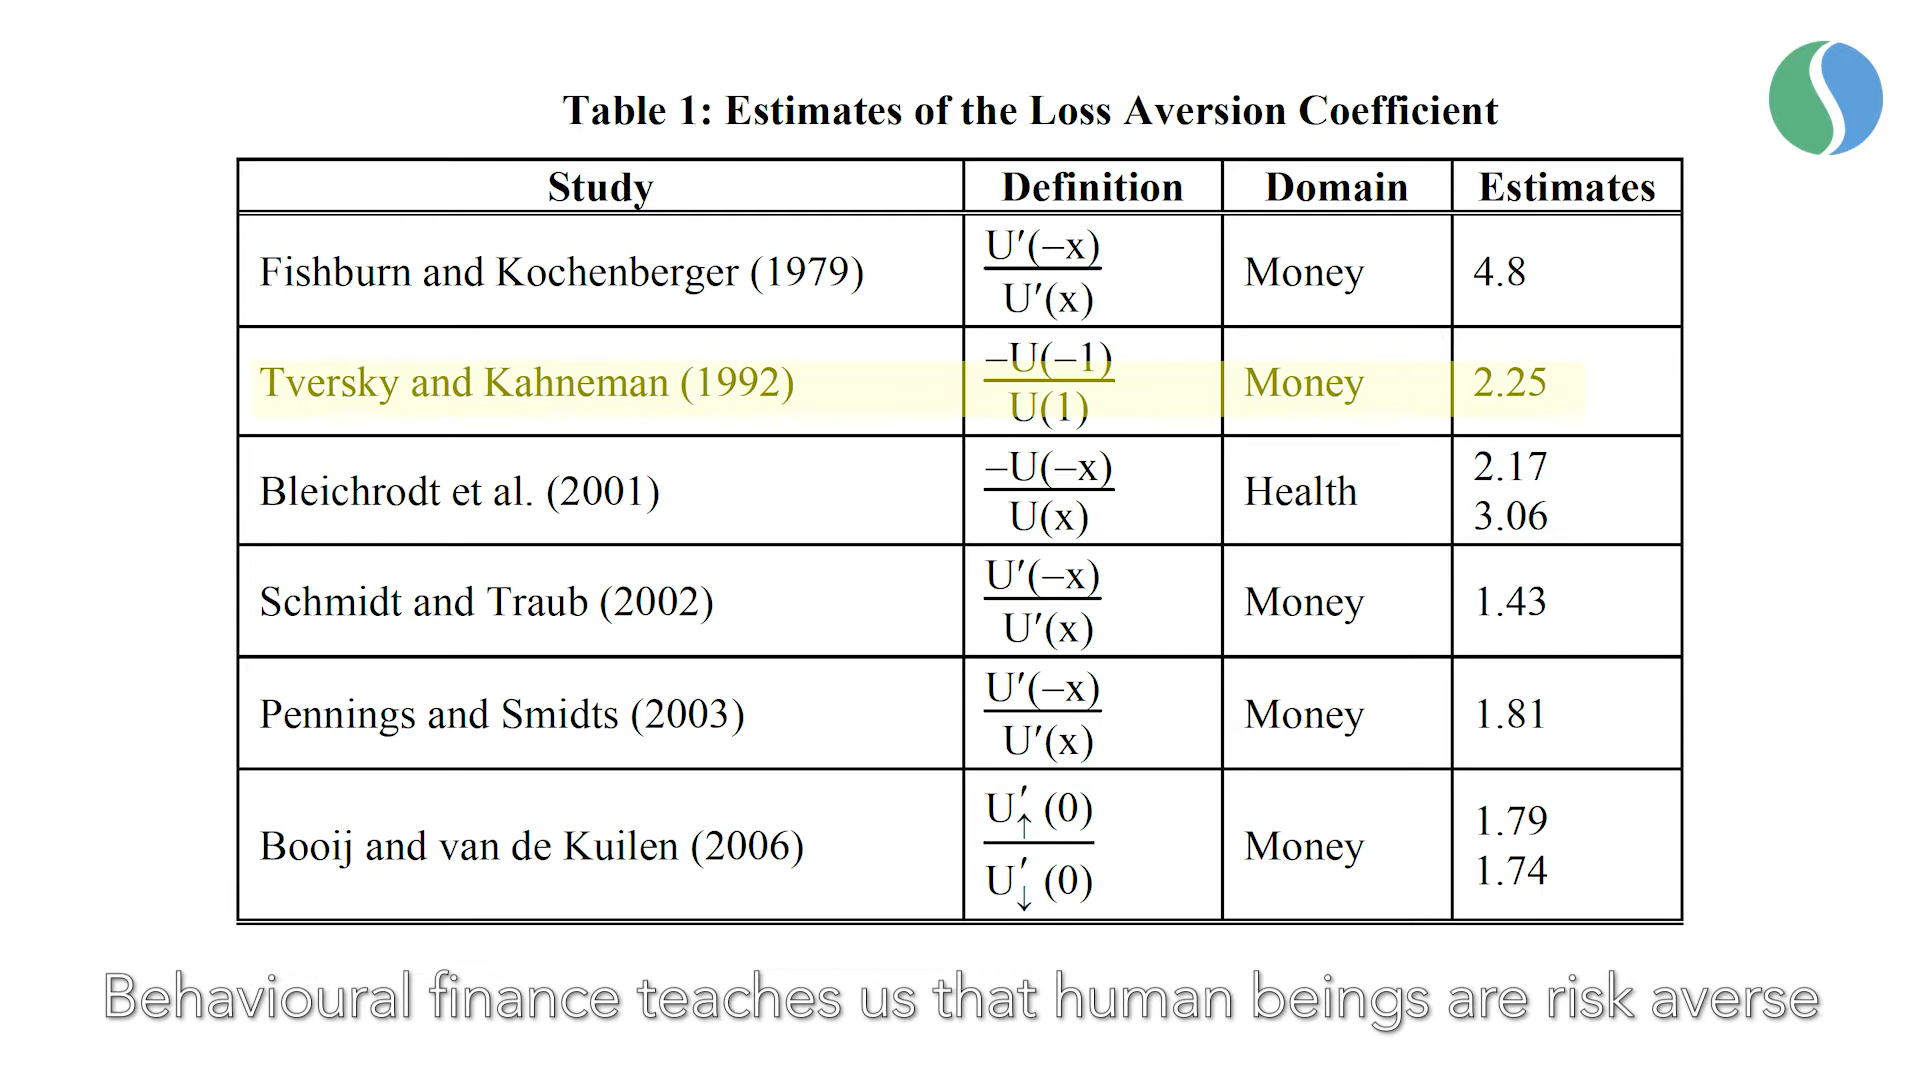 Table 1: Estimates of the Loss Aversion Coefficient
Study Definition Domain Estimates
Fishburn and Kochenberger (1979) U′(–x) / U′(x) Money 4.8
Tversky and Kahneman (1992) –U(–1) / U(1) Money 2.25
Bleichrodt et al. (2001) –U(–x) / U(x) Health 2.17 3.06
Schmidt and Traub (2002) U′(–x) / U′(x) Money 1.43
Pennings and Smidts (2003) U′(–x) / U′(x) Money 1.81
Booij and van de Kuilen (2006) U′↑(0) / U′↓(0) Money 1.79 1.74
Behavioural finance teaches us that human beings are risk averse